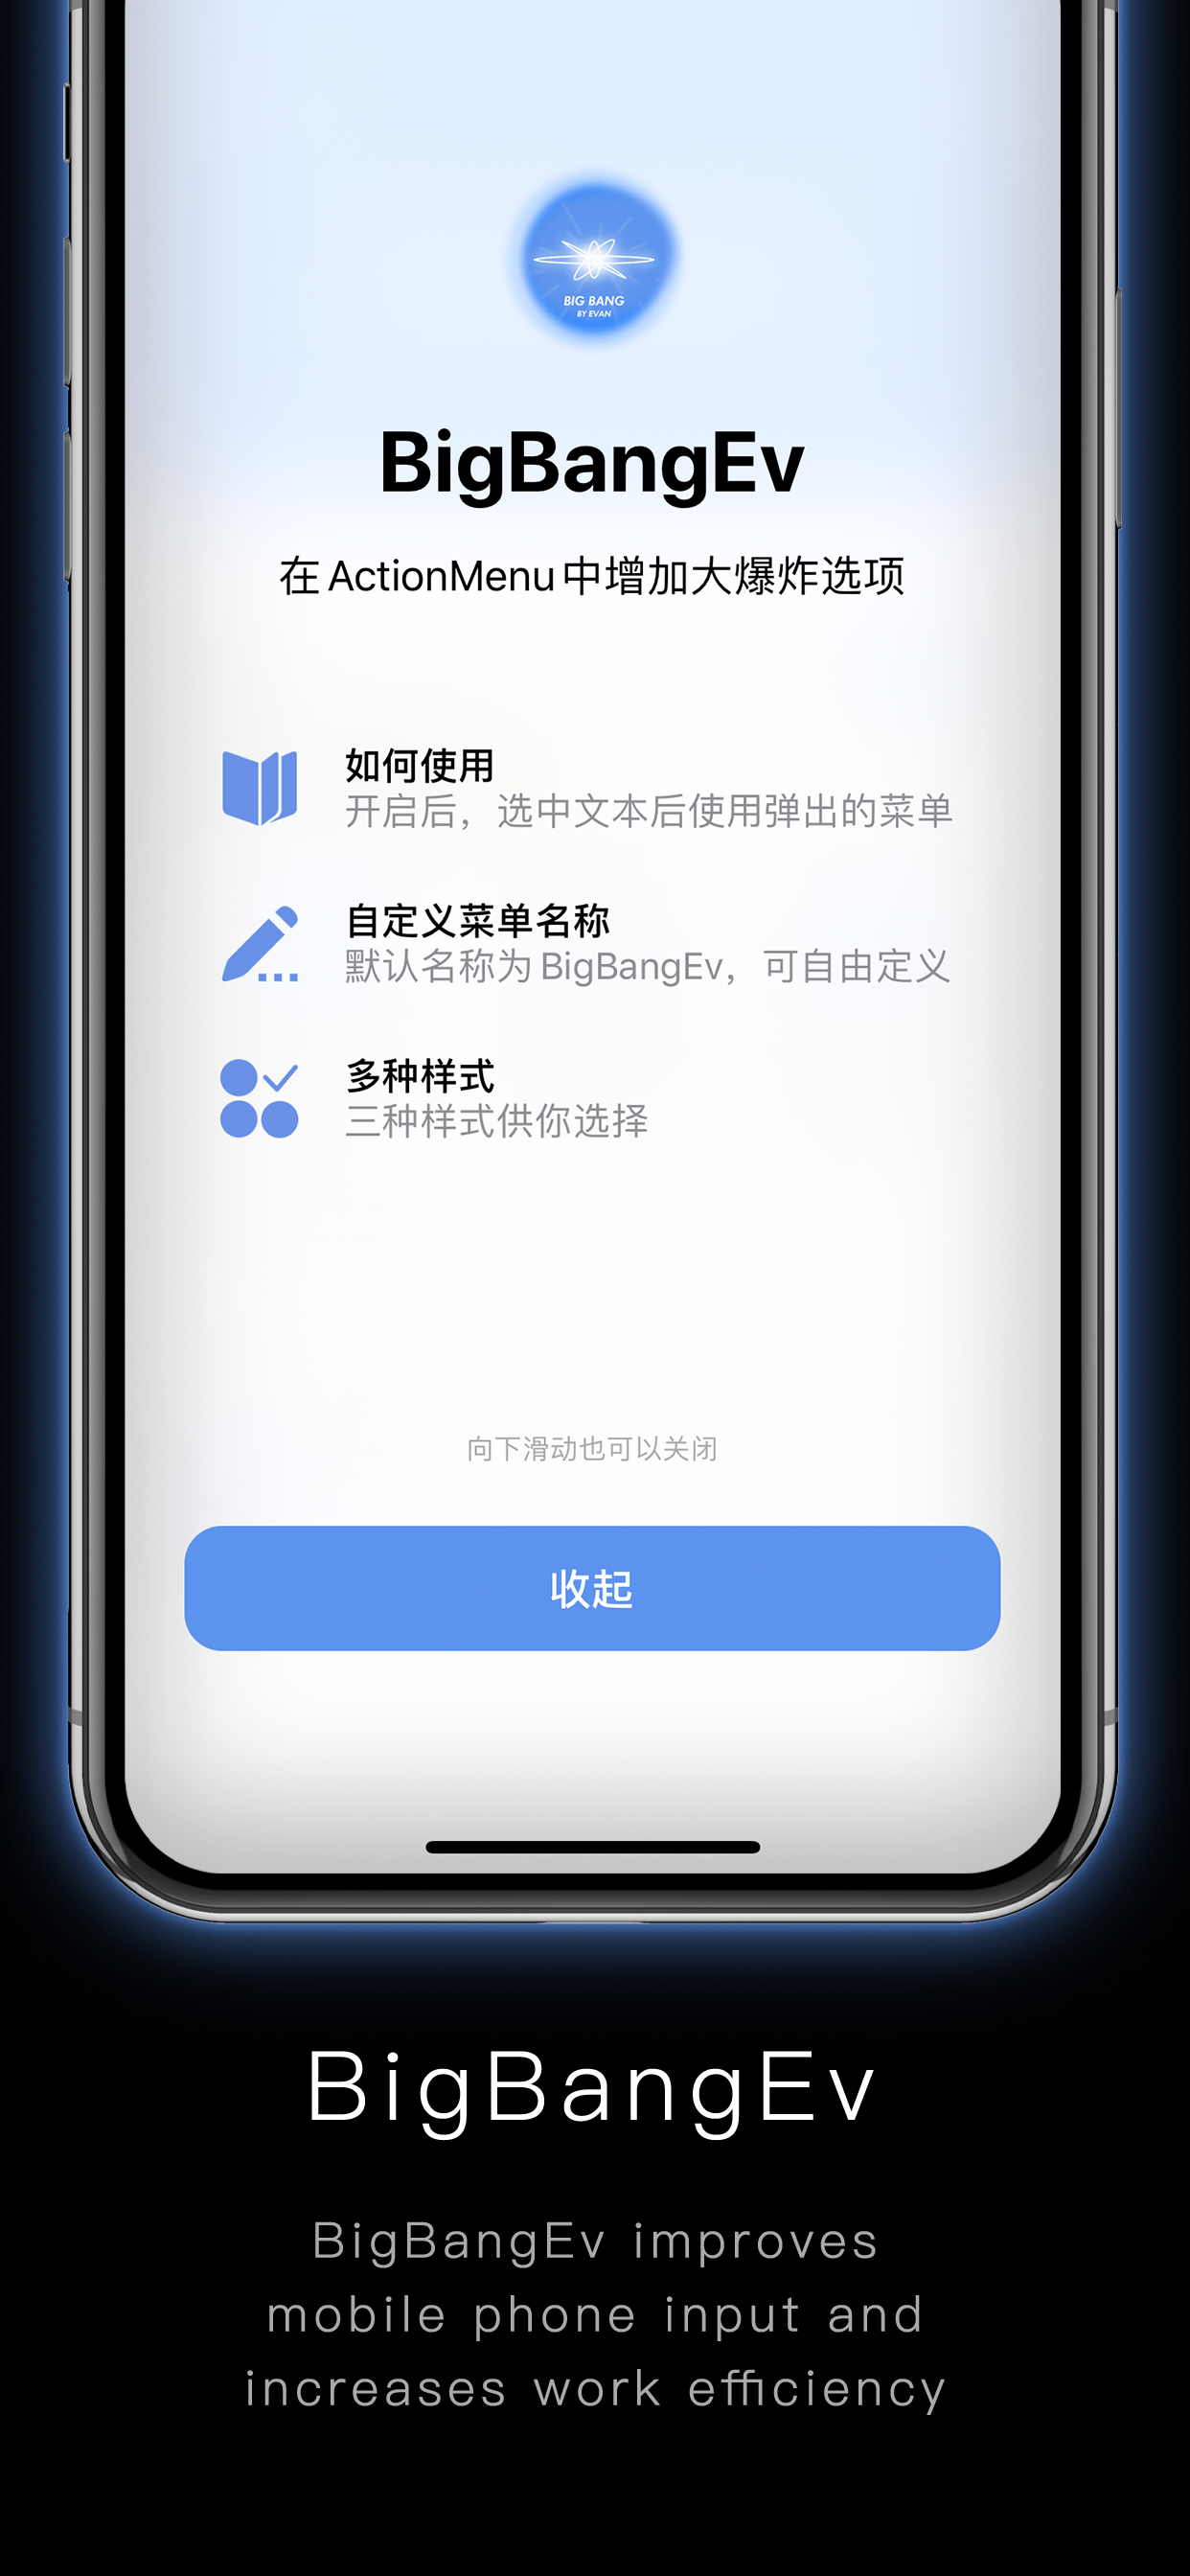 BIG BANG
BY EVAN
BigBangEv
在 ActionMenu 中增加大爆炸选项
如何使用
开启后，选中文本后使用弹出的菜单
自定义菜单名称
默认名称为 BigBangEv，可自由定义
多种样式
三种样式供你选择
向下滑动也可以关闭
收起
BigBangEv
BigBangEv improves
mobile phone input and
increases work efficiency